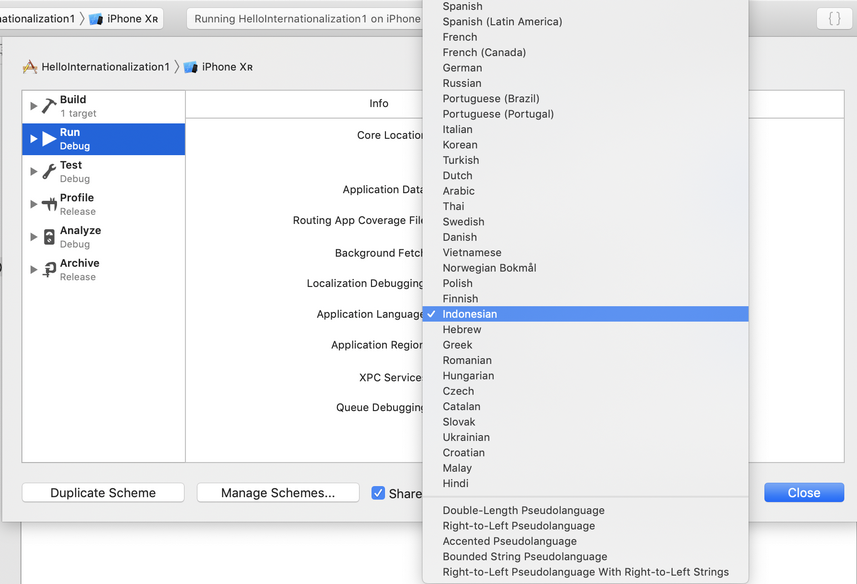 nationalization1 〉 iPhone Xʀ
Running HelloInternationalization1 on iPhone
{ }
HelloInternationalization1 〉 iPhone Xʀ
Build
1 target
Run
Debug
Test
Debug
Profile
Release
Analyze
Debug
Archive
Release
Info
Core Location
Application Data
Routing App Coverage File
Background Fetch
Localization Debugging
Application Language
Application Region
XPC Services
Queue Debugging
Spanish
Spanish (Latin America)
French
French (Canada)
German
Russian
Portuguese (Brazil)
Portuguese (Portugal)
Italian
Korean
Turkish
Dutch
Arabic
Thai
Swedish
Danish
Vietnamese
Norwegian Bokmål
Polish
Finnish
✓ Indonesian
Hebrew
Greek
Romanian
Hungarian
Czech
Catalan
Slovak
Ukrainian
Croatian
Malay
Hindi
Double-Length Pseudolanguage
Right-to-Left Pseudolanguage
Accented Pseudolanguage
Bounded String Pseudolanguage
Right-to-Left Pseudolanguage With Right-to-Left Strings
Duplicate Scheme
Manage Schemes...
Share
Close